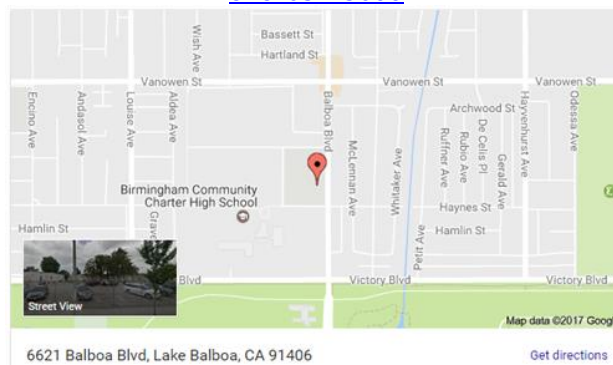 Bassett St
Hartland St
Wish Ave
Vanowen St
Vanowen St
Vanowen St
Encino Ave
Andasol Ave
Louise Ave
Aldea Ave
Balboa Blvd
McLennan Ave
Whitaker Ave
Archwood St
Ruffner Ave
Rubio Ave
De Celis Pl
Gerald Ave
Hayvenhurst Ave
Odessa Ave
Birmingham Community
Charter High School
Haynes St
Hamlin St
Hamlin St
Petit Ave
Blvd
Victory Blvd
Victory Blvd
Street View
Map data ©2017 Googl
6621 Balboa Blvd, Lake Balboa, CA 91406
Get directions